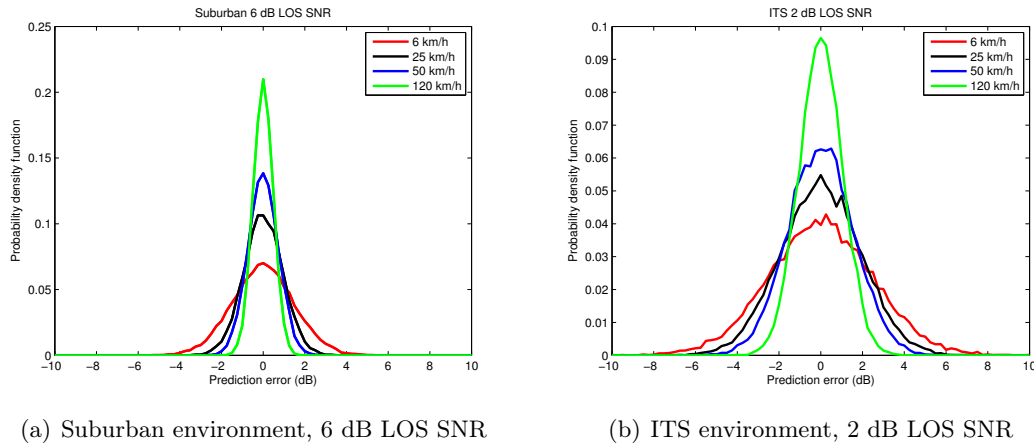 Suburban 6 dB LOS SNR
0.25
0.2
0.15
0.1
0.05
0
−10 −8 −6 −4 −2 0 2 4 6 8 10
Probability density function
Prediction error (dB)
6 km/h
25 km/h
50 km/h
120 km/h
(a) Suburban environment, 6 dB LOS SNR
ITS 2 dB LOS SNR
0.1
0.09
0.08
0.07
0.06
0.05
0.04
0.03
0.02
0.01
0
−10 −8 −6 −4 −2 0 2 4 6 8 10
Probability density function
Prediction error (dB)
6 km/h
25 km/h
50 km/h
120 km/h
(b) ITS environment, 2 dB LOS SNR